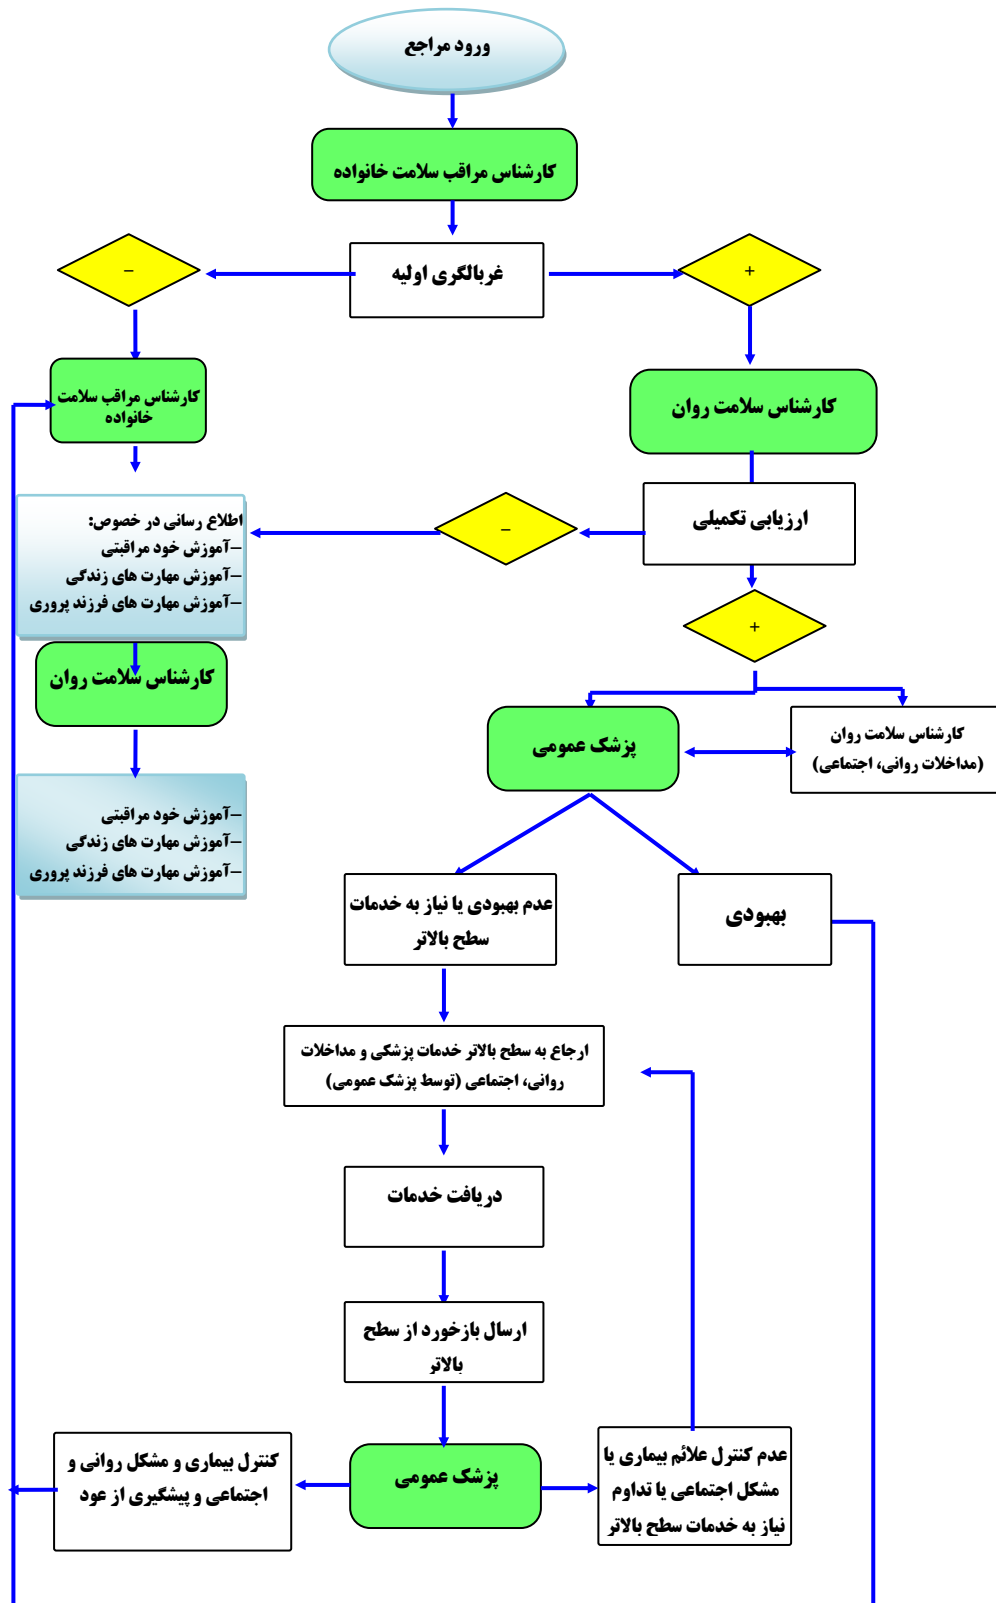 ورود مراجع
کارشناس مراقب سلامت خانواده
غربالگری اولیه
–
+
کارشناس مراقب سلامت
خانواده
کارشناس سلامت روان
اطلاع رسانی در خصوص:
–آموزش خود مراقبتی
–آموزش مهارت های زندگی
–آموزش مهارت های فرزند پروری
–
ارزیابی تکمیلی
+
کارشناس سلامت روان
پزشک عمومی
کارشناس سلامت روان
(مداخلات روانی، اجتماعی)
–آموزش خود مراقبتی
–آموزش مهارت های زندگی
–آموزش مهارت های فرزند پروری
عدم بهبودی یا نیاز به خدمات
سطح بالاتر
بهبودی
ارجاع به سطح بالاتر خدمات پزشکی و مداخلات
روانی، اجتماعی (توسط پزشک عمومی)
دریافت خدمات
ارسال بازخورد از سطح
بالاتر
کنترل بیماری و مشکل روانی و
اجتماعی و پیشگیری از عود
پزشک عمومی
عدم کنترل علائم بیماری یا
مشکل اجتماعی یا تداوم
نیاز به خدمات سطح بالاتر